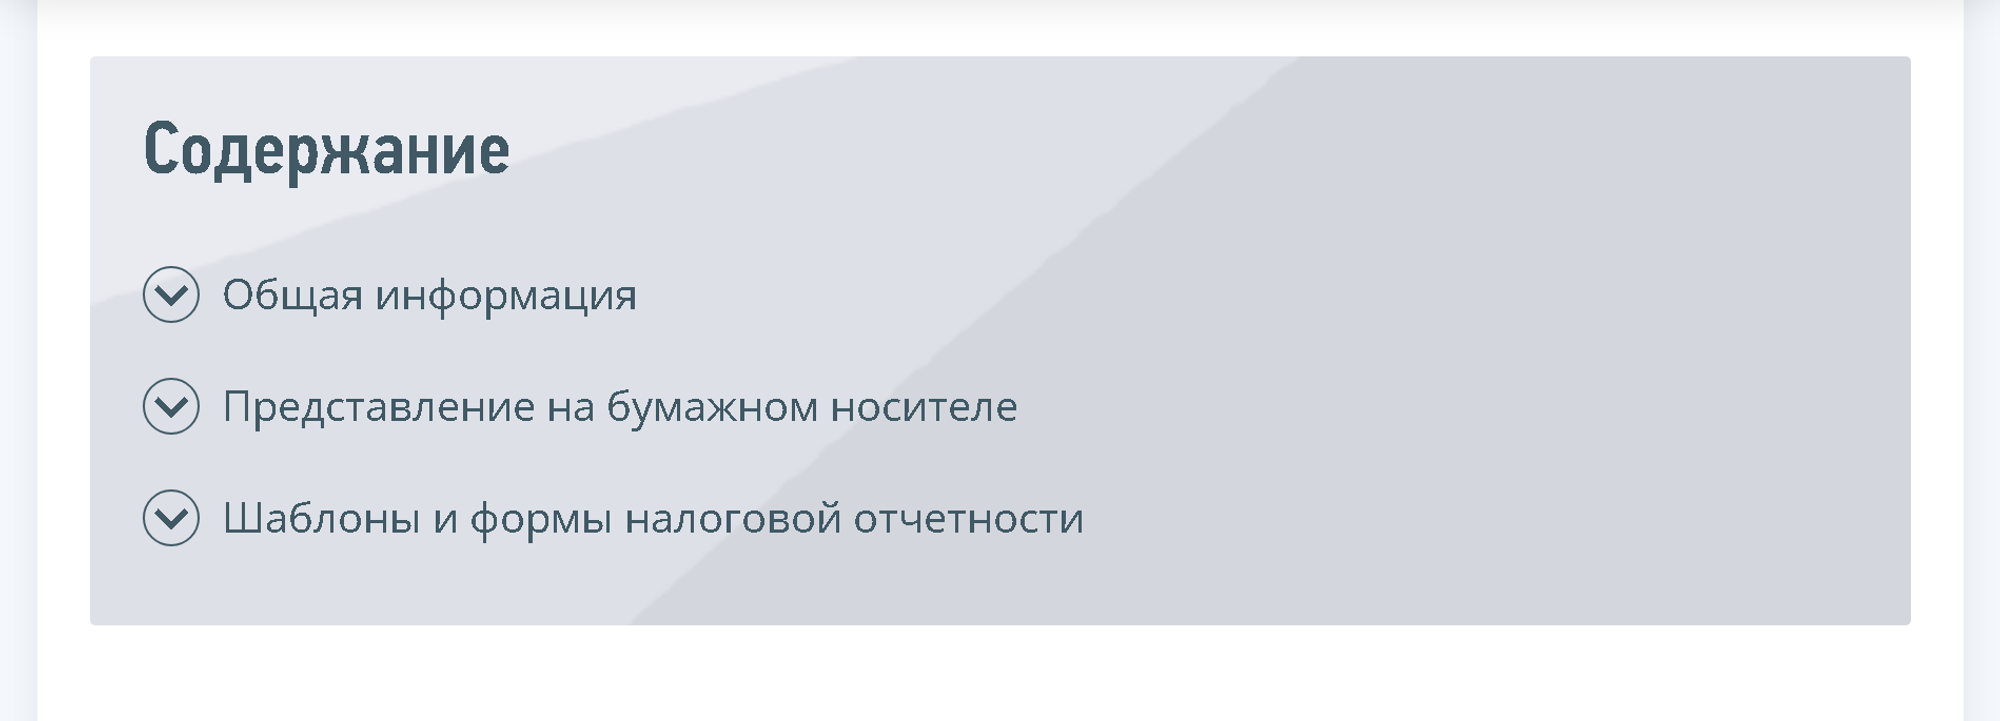 Содержание
Общая информация
Представление на бумажном носителе
Шаблоны и формы налоговой отчетности